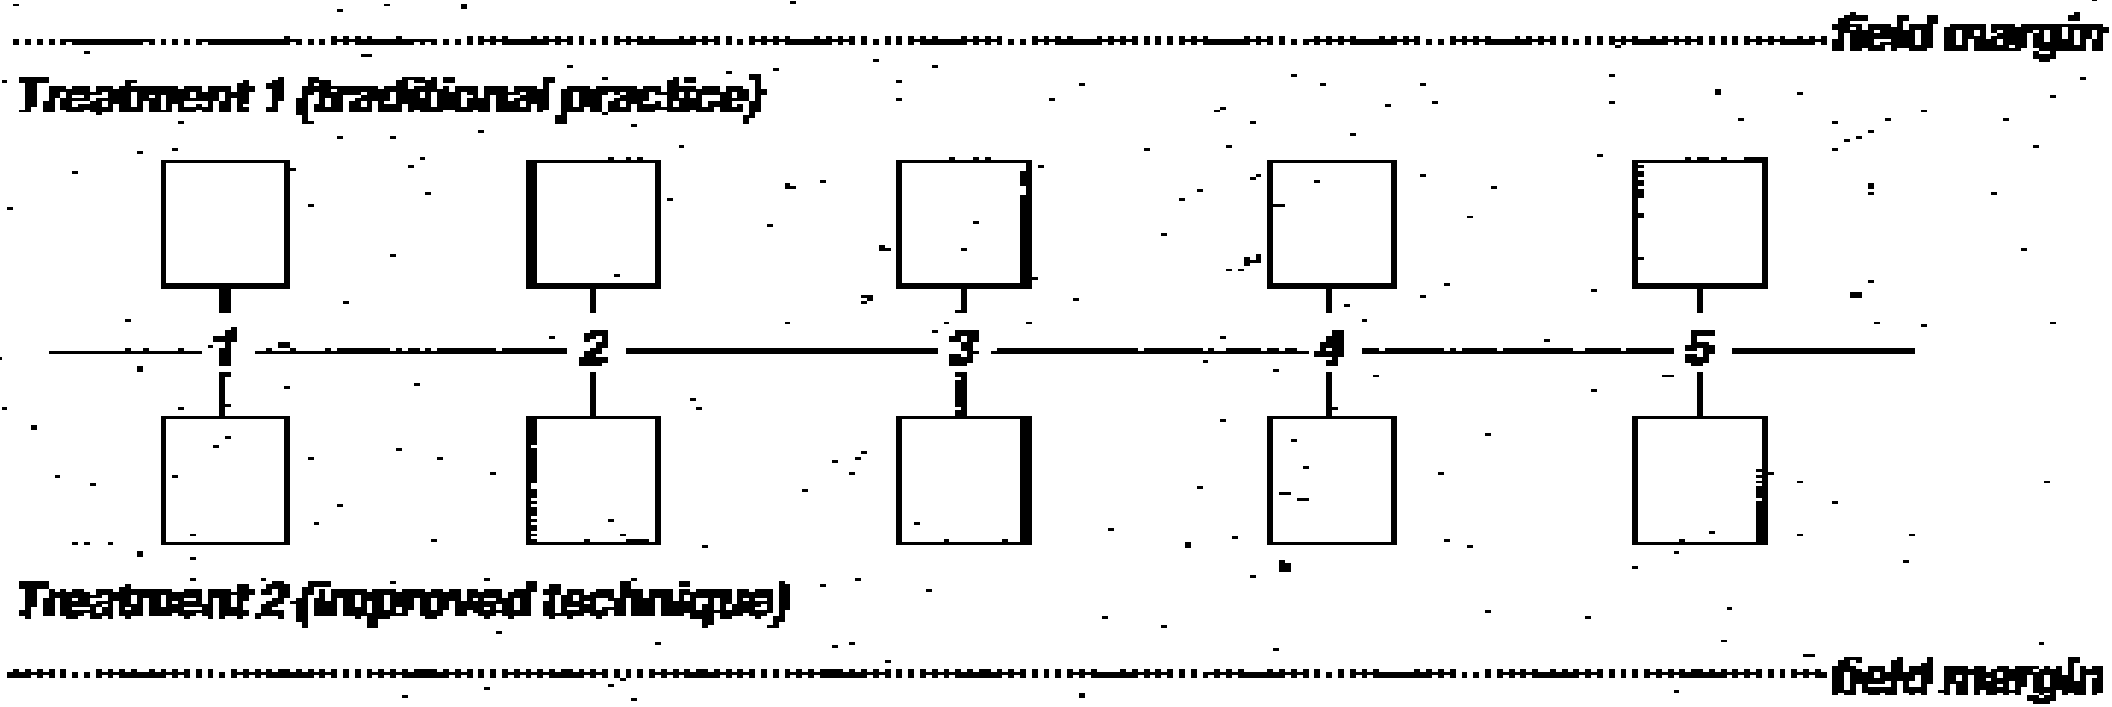 field margin
Treatment 1 (traditional practice)
1 2 3 4 5
Treatment 2 (improved technique)
field margin